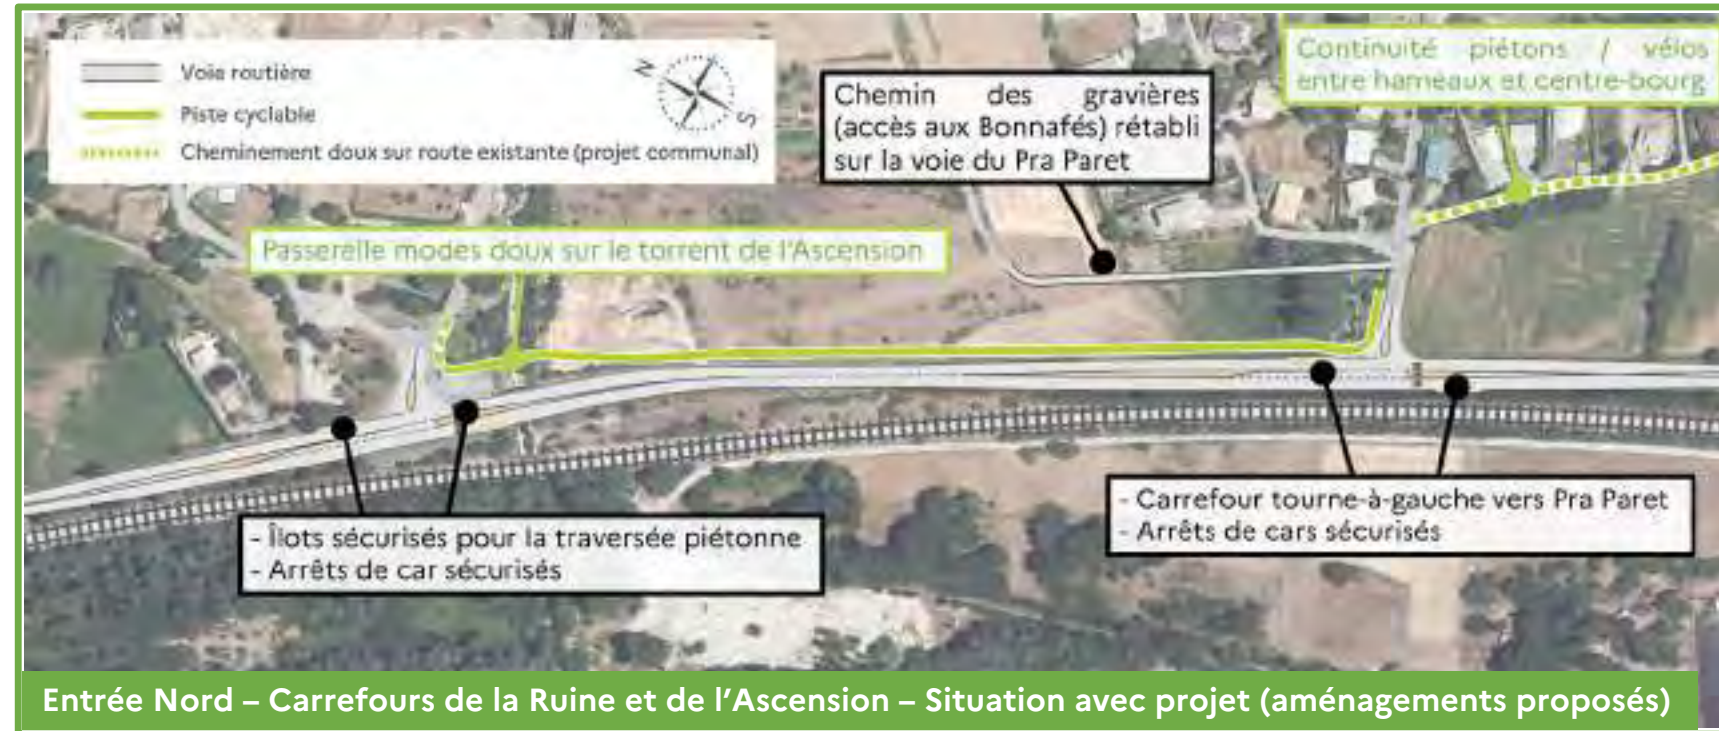 Voie routière
Piste cyclable
Cheminement doux sur route existante (projet communal)
N
S
Chemin des gravières
(accès aux Bonnafés) rétabli
sur la voie du Pra Paret
Continuité piétons / vélos
entre hameaux et centre-bourg
Passerelle modes doux sur le torrent de l'Ascension
- Îlots sécurisés pour la traversée piétonne
- Arrêts de car sécurisés
- Carrefour tourne-à-gauche vers Pra Paret
- Arrêts de cars sécurisés
Entrée Nord – Carrefours de la Ruine et de l’Ascension – Situation avec projet (aménagements proposés)